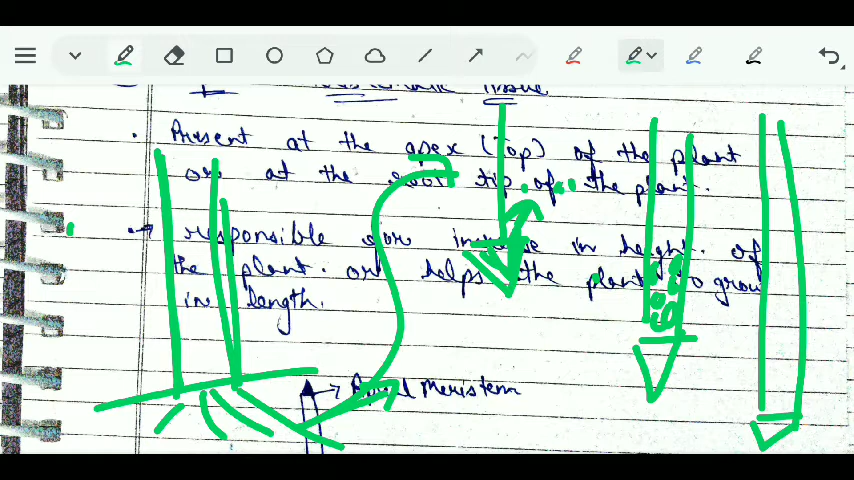 Tissue
• Present at the apex (Top) of the plant
or at the root tip of the plant.
→ responsible for increase in height of
the plant. or helps the plant to grow
in length.
→ Apical Meristem